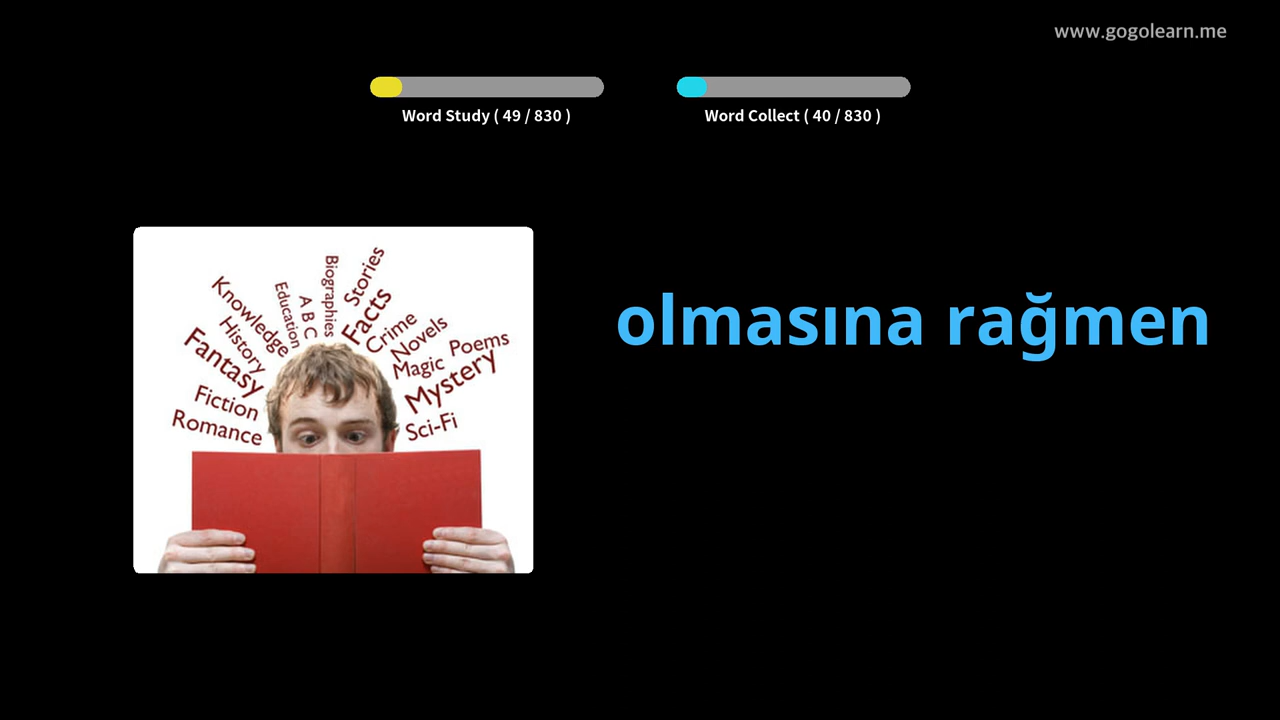 www.gogolearn.me
Word Study ( 49 / 830 )
Word Collect ( 40 / 830 )
olmasına rağmen
Knowledge
History
Fantasy
Fiction
Romance
Education
A B C
Biographies
Stories
Facts
Crime
Novels
Magic
Poems
Mystery
Sci-Fi